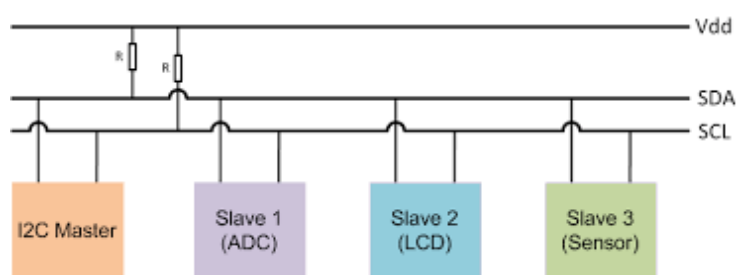 Vdd
R
R
SDA
SCL
I2C Master
Slave 1
(ADC)
Slave 2
(LCD)
Slave 3
(Sensor)